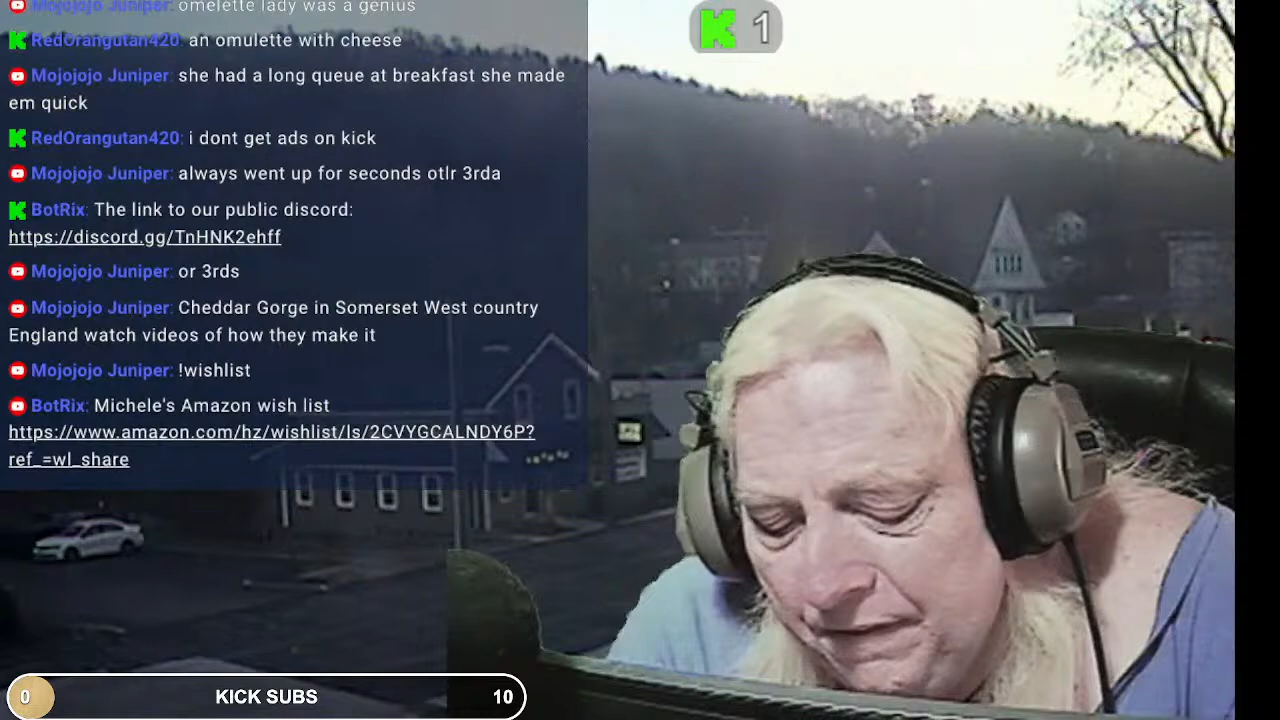 Mojojojo Juniper: omelette lady was a genius
RedOrangutan420: an omulette with cheese
Mojojojo Juniper: she had a long queue at breakfast she made
em quick
RedOrangutan420: i dont get ads on kick
Mojojojo Juniper: always went up for seconds otlr 3rda
BotRix: The link to our public discord:
https://discord.gg/TnHNK2ehff
Mojojojo Juniper: or 3rds
Mojojojo Juniper: Cheddar Gorge in Somerset West country
England watch videos of how they make it
Mojojojo Juniper: !wishlist
BotRix: Michele's Amazon wish list
https://www.amazon.com/hz/wishlist/ls/2CVYGCALNDY6P?
ref_=wl_share
K 1
0 KICK SUBS 10